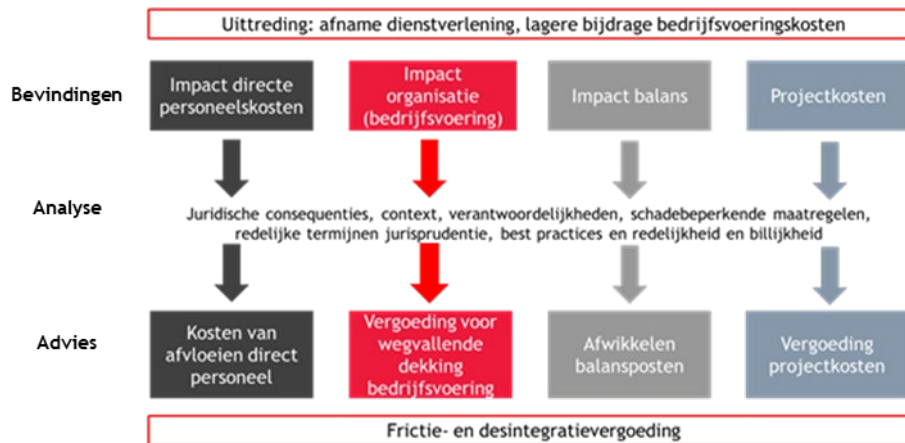 Uittreding: afname dienstverlening, lagere bijdrage bedrijfsvoeringskosten
Bevindingen
Impact directe
personeelskosten
Impact
organisatie
(bedrijfsvoering)
Impact balans
Projectkosten
Analyse
Juridische consequenties, context, verantwoordelijkheden, schadebeperkende maatregelen,
redelijke termijnen jurisprudentie, best practices en redelijkheid en billijkheid
Advies
Kosten van
afvloeien direct
personeel
Vergoeding voor
wegvallende
dekking
bedrijfsvoering
Afwikkelen
balansposten
Vergoeding
projectkosten
Frictie- en desintegratievergoeding